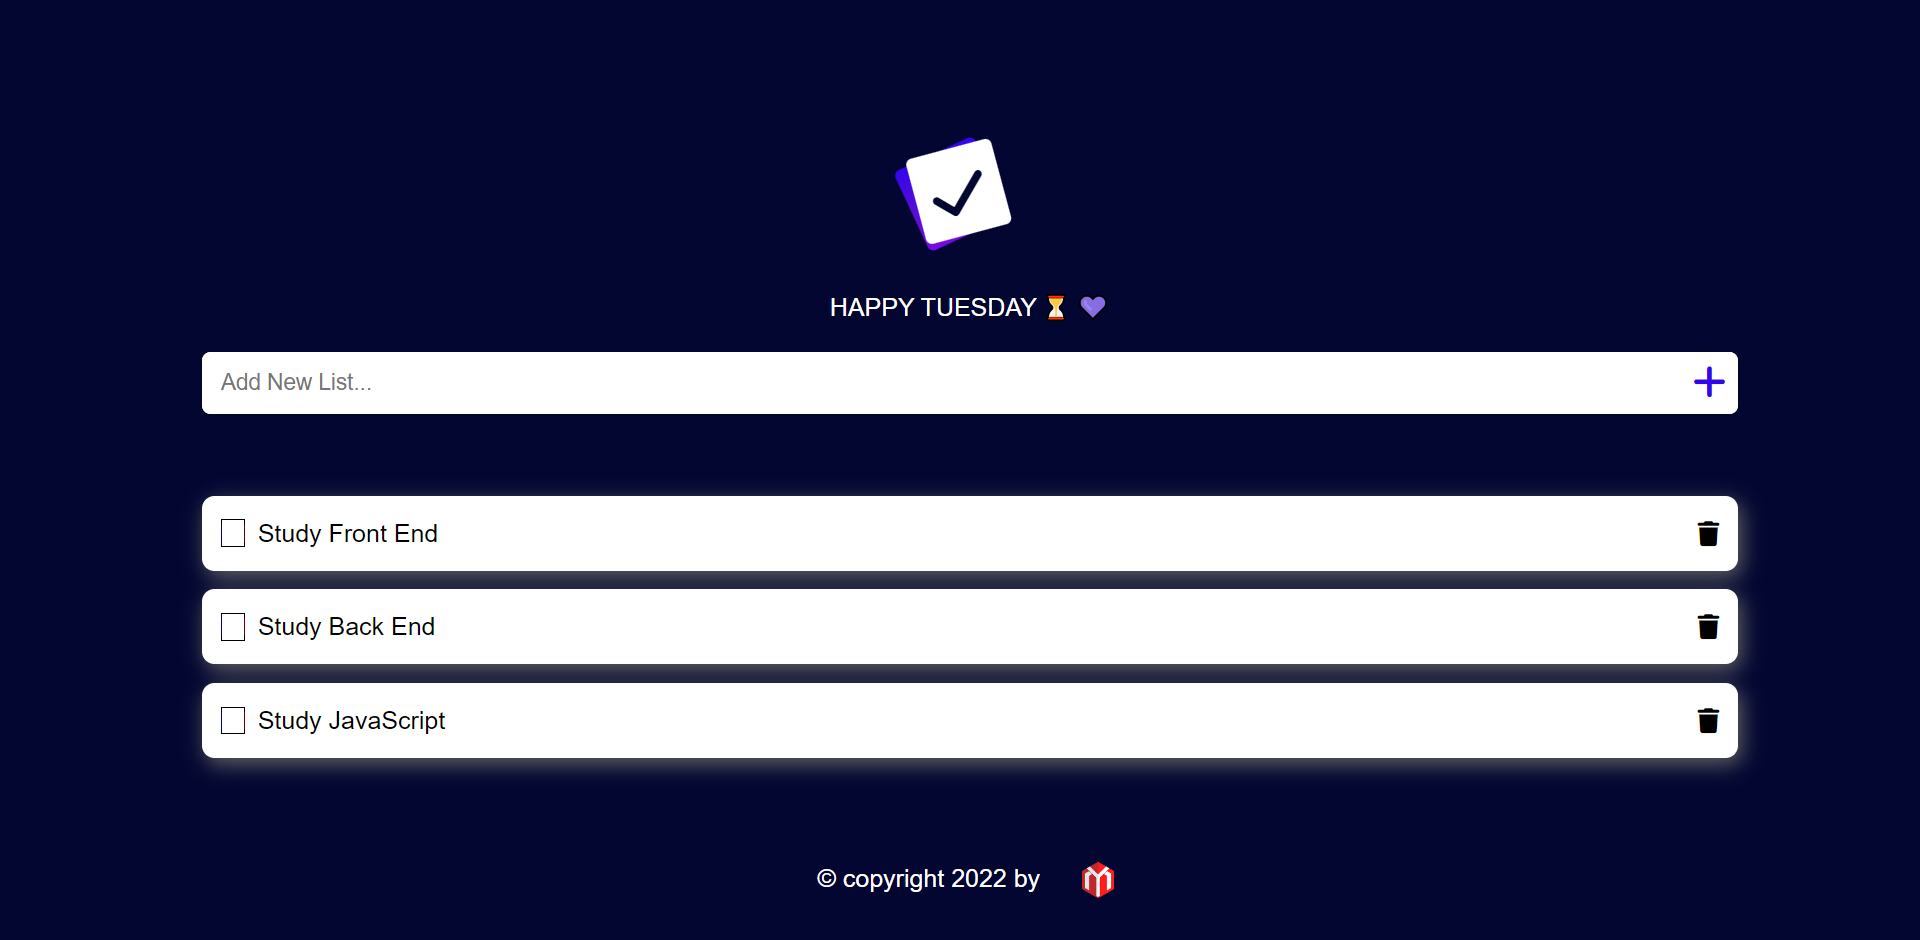 HAPPY TUESDAY ⏳ 💜
Add New List...
Study Front End
Study Back End
Study JavaScript
© copyright 2022 by